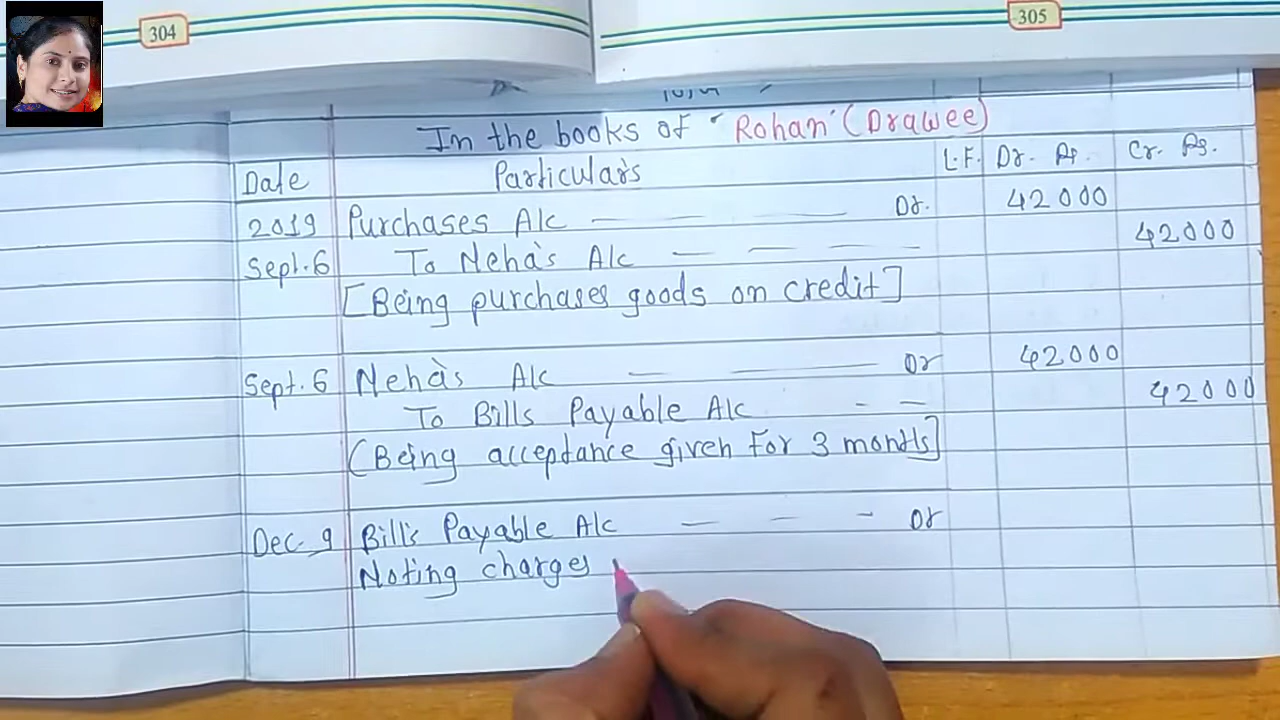 304
305
In the books of "Rohan" (Drawee)
Date Particulars L.F. Dr. Rs. Cr. Rs.
2019 Purchases A/c Dr. 42000
Sept. 6 To Neha's A/c 42000
[Being purchases goods on credit]
Sept. 6 Neha's A/c Dr 42000
To Bills Payable A/c 42000
(Being acceptance given for 3 months]
Dec. 9 Bill's Payable A/c Dr
Noting charges